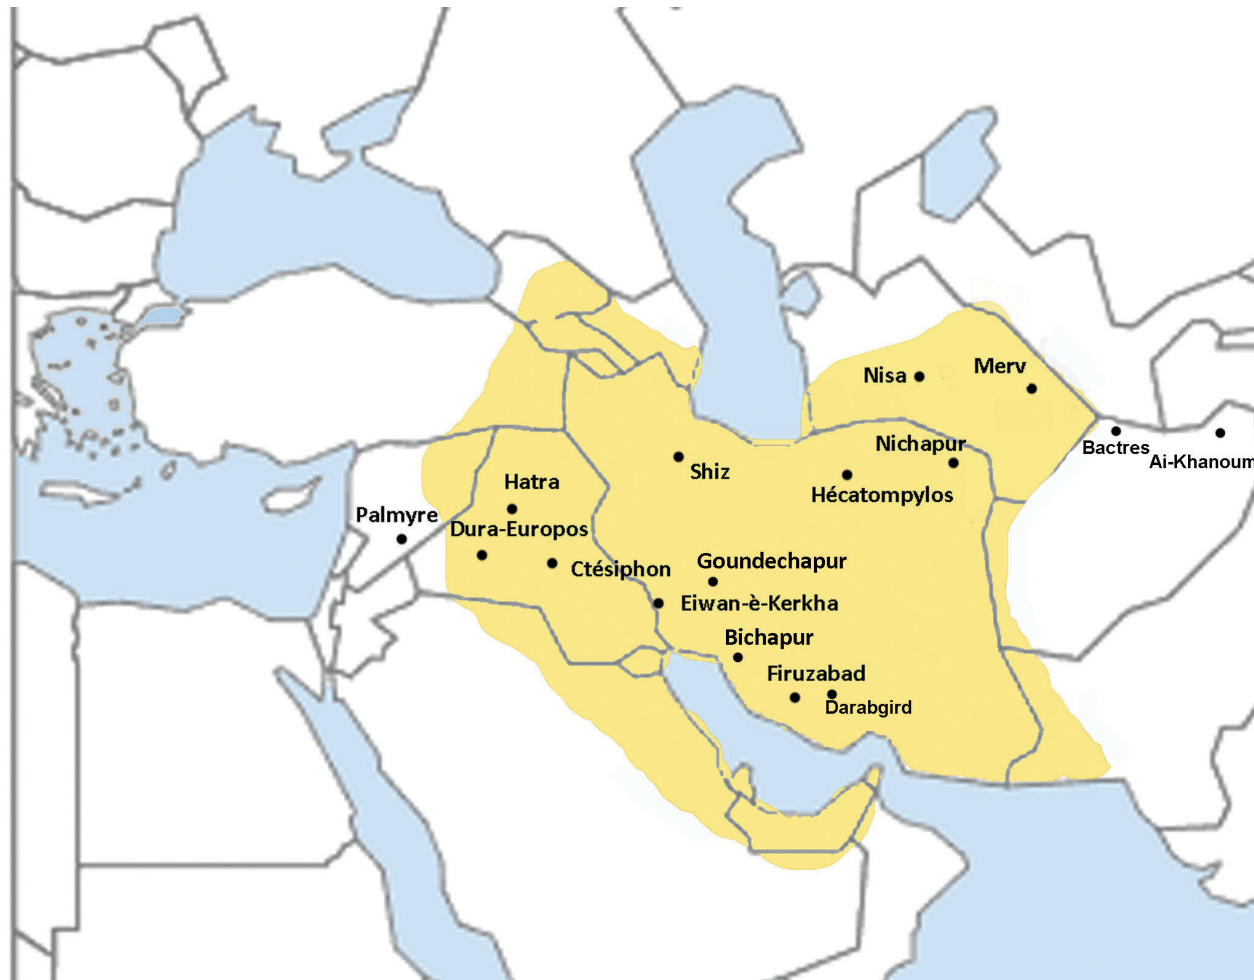 Merv
Nisa
Nichapur
Bactres
Ai-Khanoum
Shiz
Hatra
Hécatompylos
Palmyre
Dura-Europos
Goundechapur
Ctésiphon
Eiwan-è-Kerkha
Bichapur
Firuzabad
Darabgird